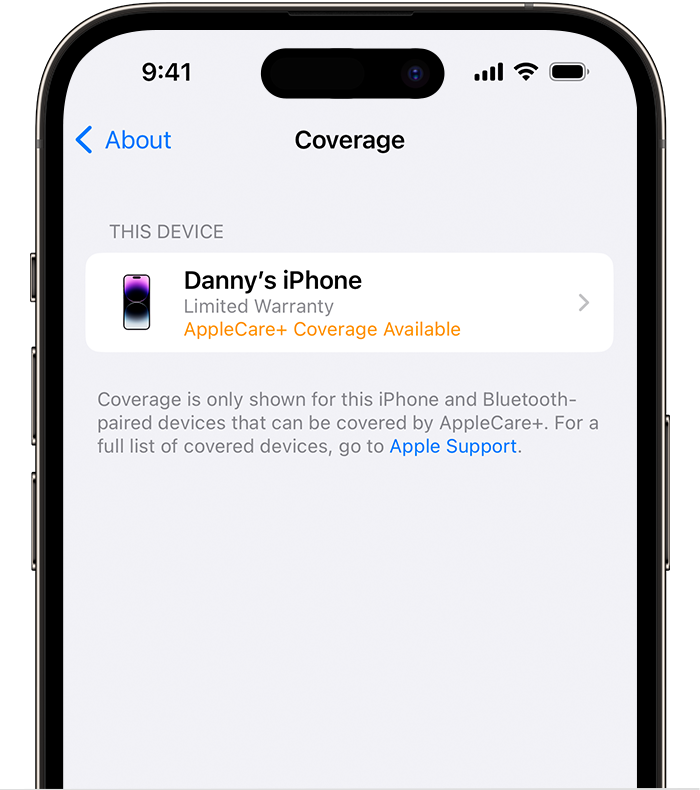 9:41
About
Coverage
THIS DEVICE
Danny’s iPhone
Limited Warranty
AppleCare+ Coverage Available
Coverage is only shown for this iPhone and Bluetooth-
paired devices that can be covered by AppleCare+. For a
full list of covered devices, go to Apple Support.